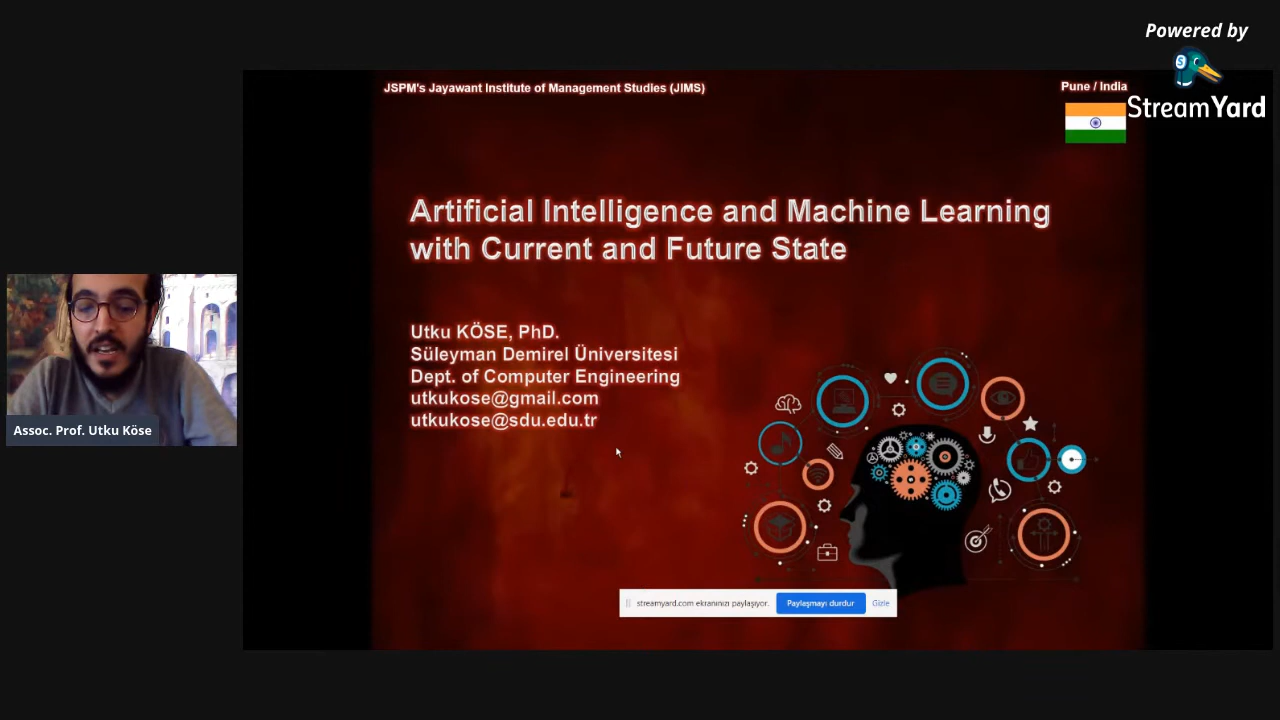 Powered by
StreamYard
JSPM's Jayawant Institute of Management Studies (JIMS)
Pune / India
Artificial Intelligence and Machine Learning
with Current and Future State
Utku KÖSE, PhD.
Süleyman Demirel Üniversitesi
Dept. of Computer Engineering
utkukose@gmail.com
utkukose@sdu.edu.tr
Assoc. Prof. Utku Köse
streamyard.com ekranınızı paylaşıyor.
Paylaşmayı durdur
Gizle